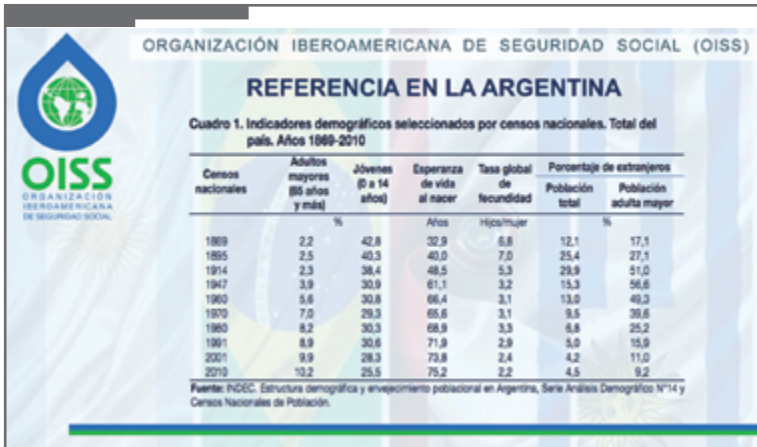 ORGANIZACIÓN IBEROAMERICANA DE SEGURIDAD SOCIAL (OISS)
OISS
ORGANIZACIÓN
IBEROAMERICANA
DE SEGURIDAD SOCIAL
REFERENCIA EN LA ARGENTINA
Cuadro 1. Indicadores demográficos seleccionados por censos nacionales. Total del
país. Años 1869-2010
Censos nacionales Adultos mayores (65 años y más) Jóvenes (0 a 14 años) Esperanza de vida al nacer Tasa global de fecundidad Porcentaje de extranjeros
Población total Población adulta mayor
% Años Hijos/mujer %
1869 2,2 42,8 32,9 6,8 12,1 17,1
1895 2,5 40,3 40,0 7,0 25,4 27,1
1914 2,3 38,4 48,5 5,3 29,9 51,0
1947 3,9 30,9 61,1 3,2 15,3 56,6
1960 5,6 30,8 66,4 3,1 13,0 49,3
1970 7,0 29,3 65,6 3,1 9,5 39,6
1980 8,2 30,3 68,9 3,3 6,8 25,2
1991 8,9 30,6 71,9 2,9 5,0 15,9
2001 9,9 28,3 73,8 2,4 4,2 11,0
2010 10,2 25,5 75,2 2,2 4,5 9,2
Fuente: INDEC. Estructura demográfica y envejecimiento poblacional en Argentina, Serie Análisis Demográfico N°14 y
Censos Nacionales de Población.